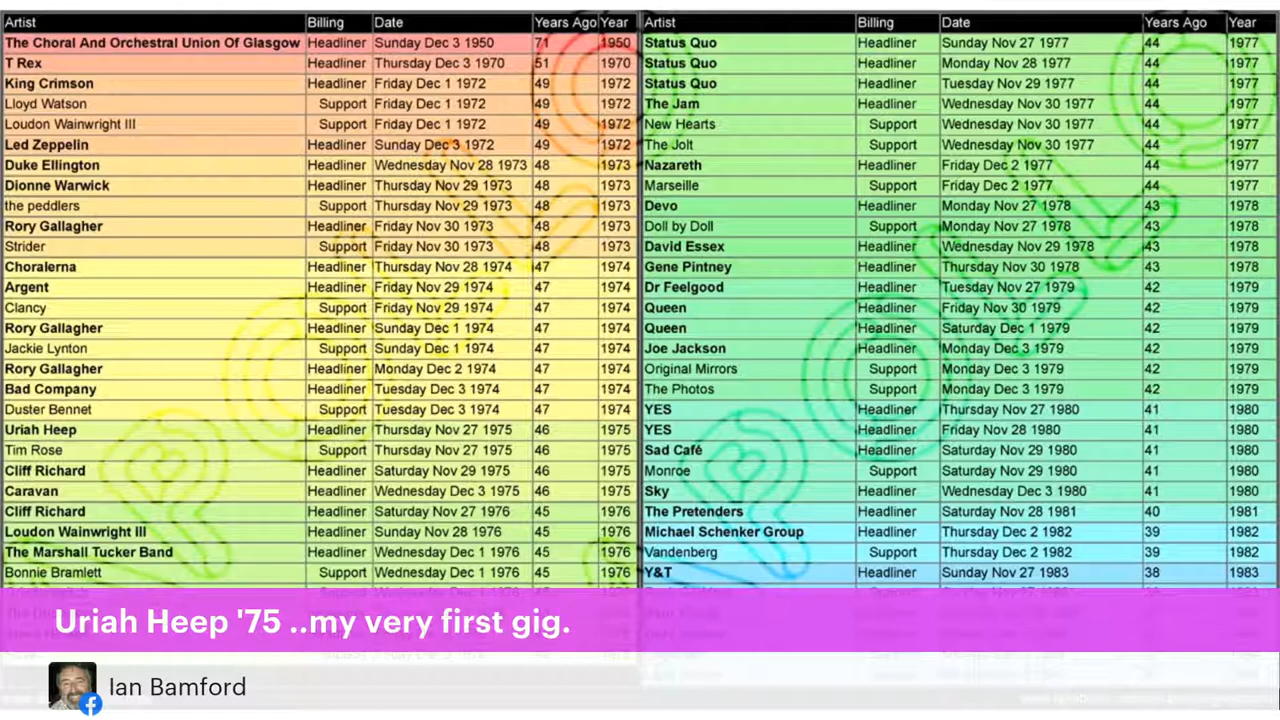 Artist Billing Date Years Ago Year
The Choral And Orchestral Union Of Glasgow Headliner Sunday Dec 3 1950 71 1950
T Rex Headliner Thursday Dec 3 1970 51 1970
King Crimson Headliner Friday Dec 1 1972 49 1972
Lloyd Watson Support Friday Dec 1 1972 49 1972
Loudon Wainwright III Support Friday Dec 1 1972 49 1972
Led Zeppelin Headliner Sunday Dec 3 1972 49 1972
Duke Ellington Headliner Wednesday Nov 28 1973 48 1973
Dionne Warwick Headliner Thursday Nov 29 1973 48 1973
the peddlers Support Thursday Nov 29 1973 48 1973
Rory Gallagher Headliner Friday Nov 30 1973 48 1973
Strider Support Friday Nov 30 1973 48 1973
Choralerna Headliner Thursday Nov 28 1974 47 1974
Argent Headliner Friday Nov 29 1974 47 1974
Clancy Support Friday Nov 29 1974 47 1974
Rory Gallagher Headliner Sunday Dec 1 1974 47 1974
Jackie Lynton Support Sunday Dec 1 1974 47 1974
Rory Gallagher Headliner Monday Dec 2 1974 47 1974
Bad Company Headliner Tuesday Dec 3 1974 47 1974
Duster Bennet Support Tuesday Dec 3 1974 47 1974
Uriah Heep Headliner Thursday Nov 27 1975 46 1975
Tim Rose Support Thursday Nov 27 1975 46 1975
Cliff Richard Headliner Saturday Nov 29 1975 46 1975
Caravan Headliner Wednesday Dec 3 1975 46 1975
Cliff Richard Headliner Saturday Nov 27 1976 45 1976
Loudon Wainwright III Headliner Sunday Nov 28 1976 45 1976
The Marshall Tucker Band Headliner Wednesday Dec 1 1976 45 1976
Bonnie Bramlett Support Wednesday Dec 1 1976 45 1976
Artist Billing Date Years Ago Year
Status Quo Headliner Sunday Nov 27 1977 44 1977
Status Quo Headliner Monday Nov 28 1977 44 1977
Status Quo Headliner Tuesday Nov 29 1977 44 1977
The Jam Headliner Wednesday Nov 30 1977 44 1977
New Hearts Support Wednesday Nov 30 1977 44 1977
The Jolt Support Wednesday Nov 30 1977 44 1977
Nazareth Headliner Friday Dec 2 1977 44 1977
Marseille Support Friday Dec 2 1977 44 1977
Devo Headliner Monday Nov 27 1978 43 1978
Doll by Doll Support Monday Nov 27 1978 43 1978
David Essex Headliner Wednesday Nov 29 1978 43 1978
Gene Pintney Headliner Thursday Nov 30 1978 43 1978
Dr Feelgood Headliner Tuesday Nov 27 1979 42 1979
Queen Headliner Friday Nov 30 1979 42 1979
Queen Headliner Saturday Dec 1 1979 42 1979
Joe Jackson Headliner Monday Dec 3 1979 42 1979
Original Mirrors Support Monday Dec 3 1979 42 1979
The Photos Support Monday Dec 3 1979 42 1979
YES Headliner Thursday Nov 27 1980 41 1980
YES Headliner Friday Nov 28 1980 41 1980
Sad Café Headliner Saturday Nov 29 1980 41 1980
Monroe Support Saturday Nov 29 1980 41 1980
Sky Headliner Wednesday Dec 3 1980 41 1980
The Pretenders Headliner Saturday Nov 28 1981 40 1981
Michael Schenker Group Headliner Thursday Dec 2 1982 39 1982
Vandenberg Support Thursday Dec 2 1982 39 1982
Y&T Headliner Sunday Nov 27 1983 38 1983
APOLLO
APOLLO
Uriah Heep '75 ..my very first gig.
Ian Bamford